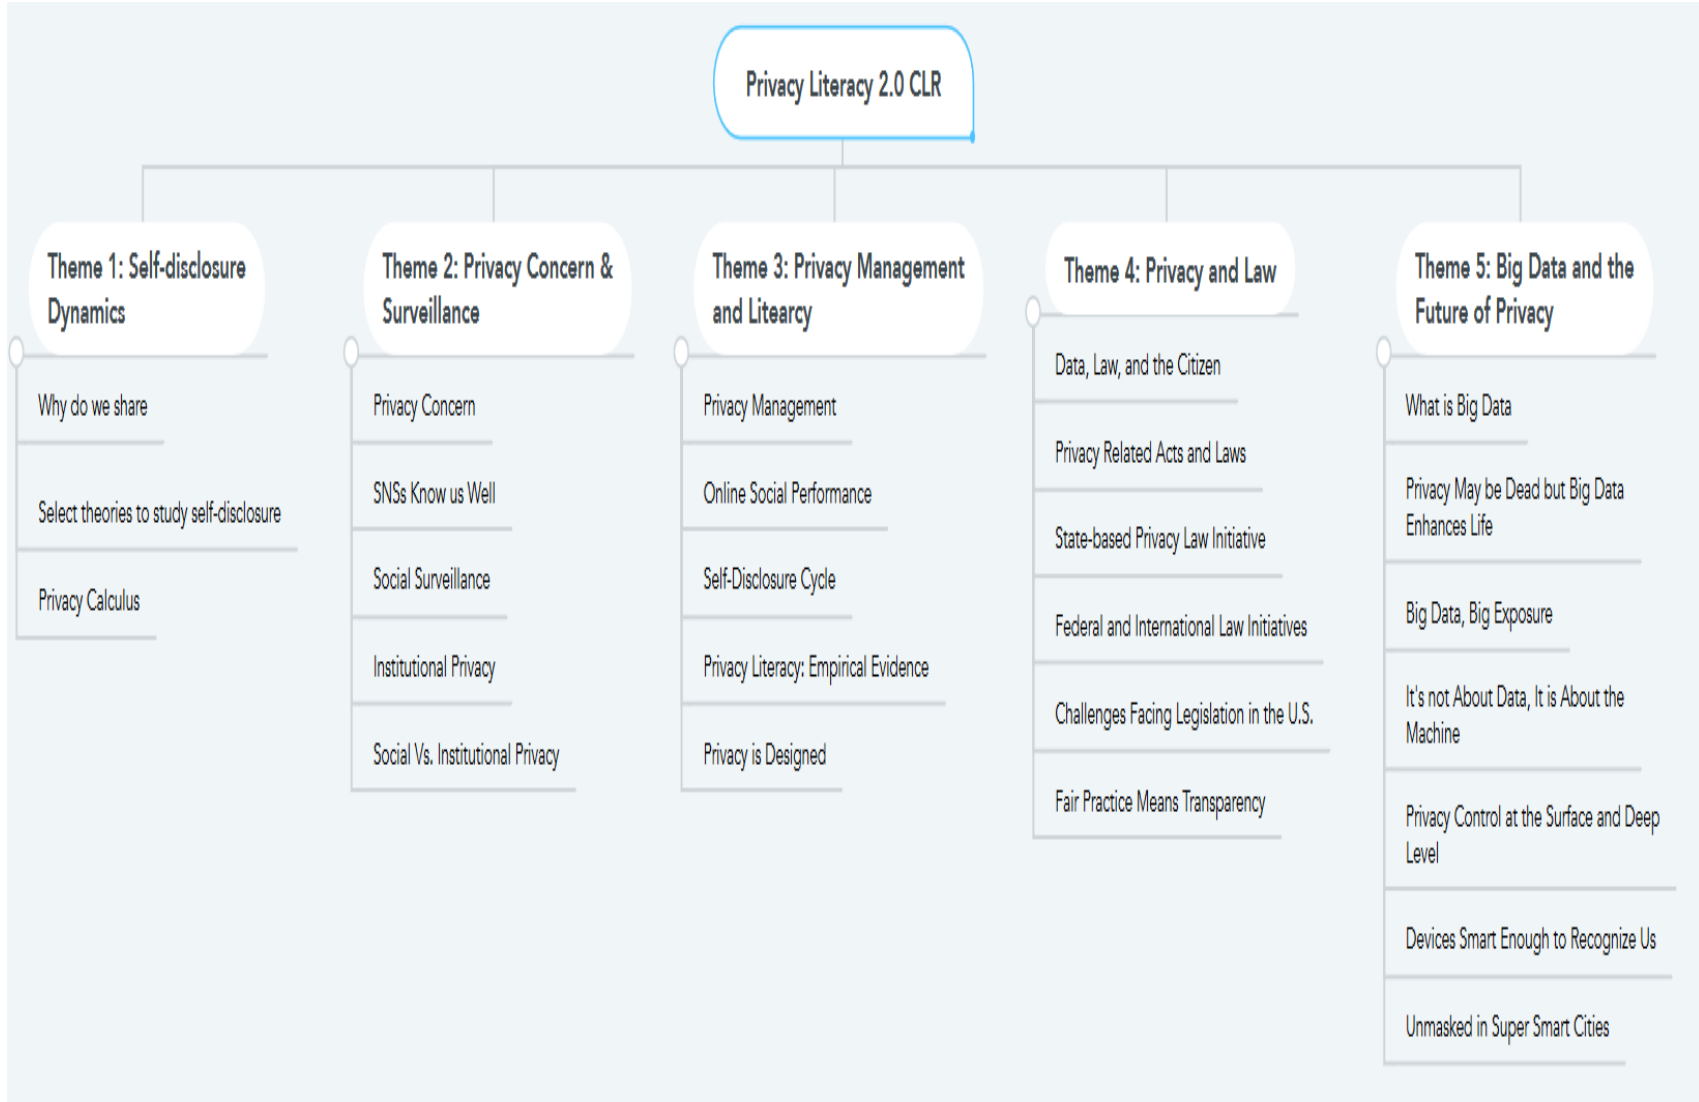 Privacy Literacy 2.0 CLR
Theme 1: Self-disclosure
Dynamics
Why do we share
Select theories to study self-disclosure
Privacy Calculus
Theme 2: Privacy Concern &
Surveillance
Privacy Concern
SNSs Know us Well
Social Surveillance
Institutional Privacy
Social Vs. Institutional Privacy
Theme 3: Privacy Management
and Litearcy
Privacy Management
Online Social Performance
Self-Disclosure Cycle
Privacy Literacy: Empirical Evidence
Privacy is Designed
Theme 4: Privacy and Law
Data, Law, and the Citizen
Privacy Related Acts and Laws
State-based Privacy Law Initiative
Federal and International Law Initiatives
Challenges Facing Legislation in the U.S.
Fair Practice Means Transparency
Theme 5: Big Data and the
Future of Privacy
What is Big Data
Privacy May be Dead but Big Data
Enhances Life
Big Data, Big Exposure
It's not About Data, It is About the
Machine
Privacy Control at the Surface and Deep
Level
Devices Smart Enough to Recognize Us
Unmasked in Super Smart Cities